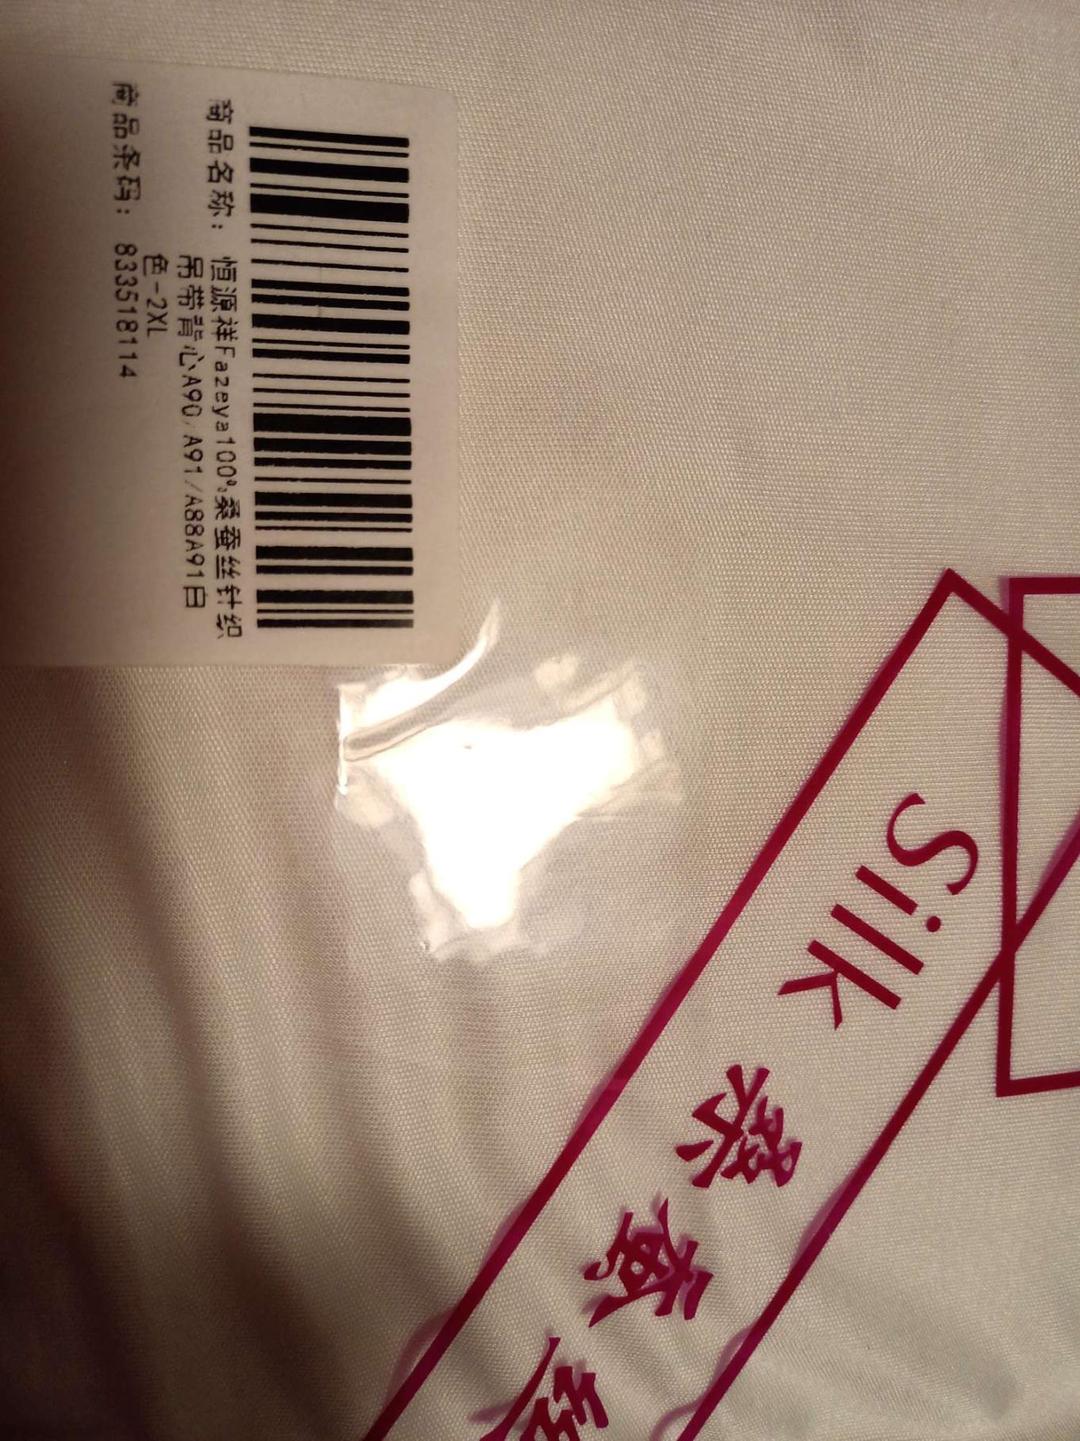 商品名称: 恒源祥Fazeya100%桑蚕丝针织
吊带背心A90/A91/A88A91白
色-2XL
商品条码: 833518114
Silk
桑蚕